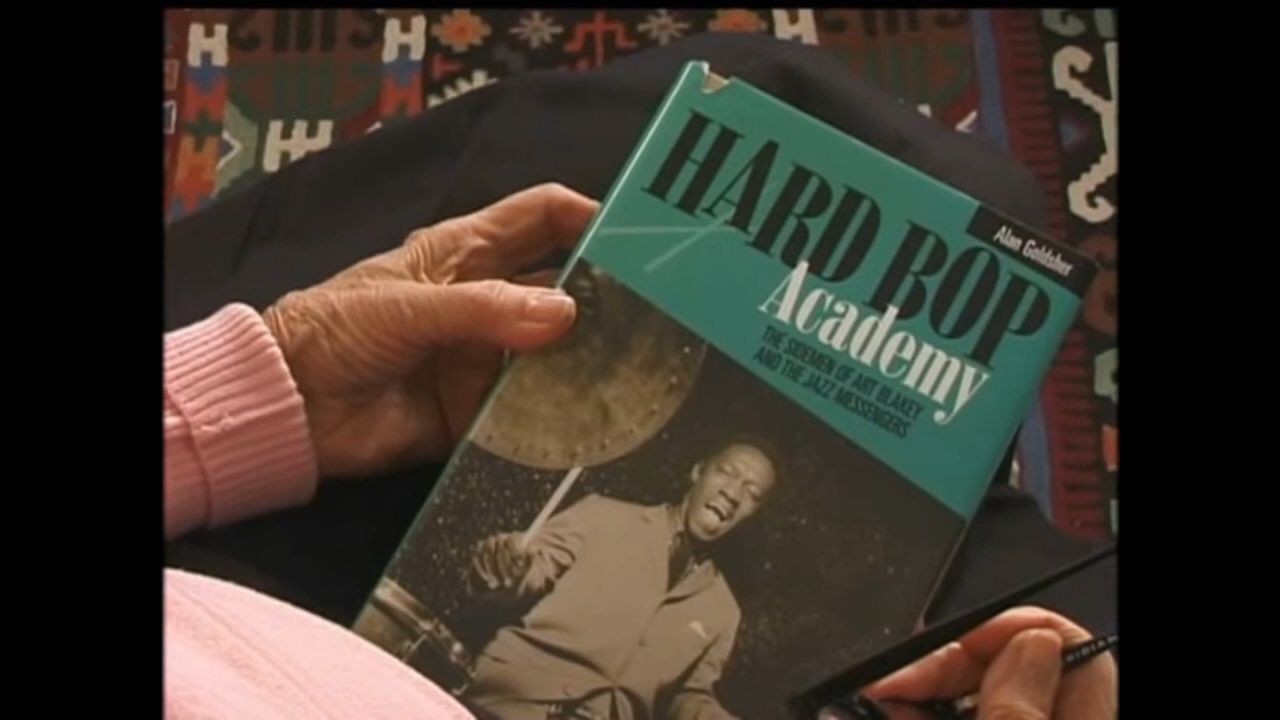 HARD BOP
Alan Goldsher
Academy
THE SIDEMEN OF ART BLAKEY
AND THE JAZZ MESSENGERS